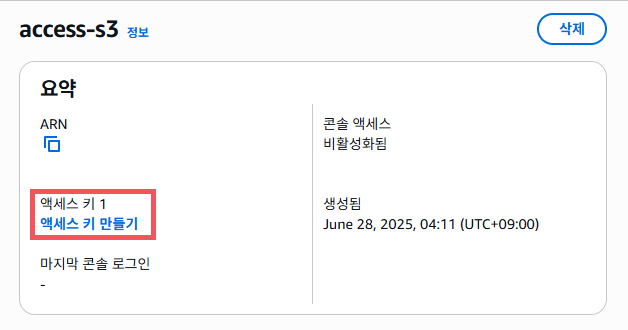 access-s3 정보
삭제
요약
ARN
콘솔 액세스
비활성화됨
액세스 키 1
액세스 키 만들기
생성됨
June 28, 2025, 04:11 (UTC+09:00)
마지막 콘솔 로그인
-